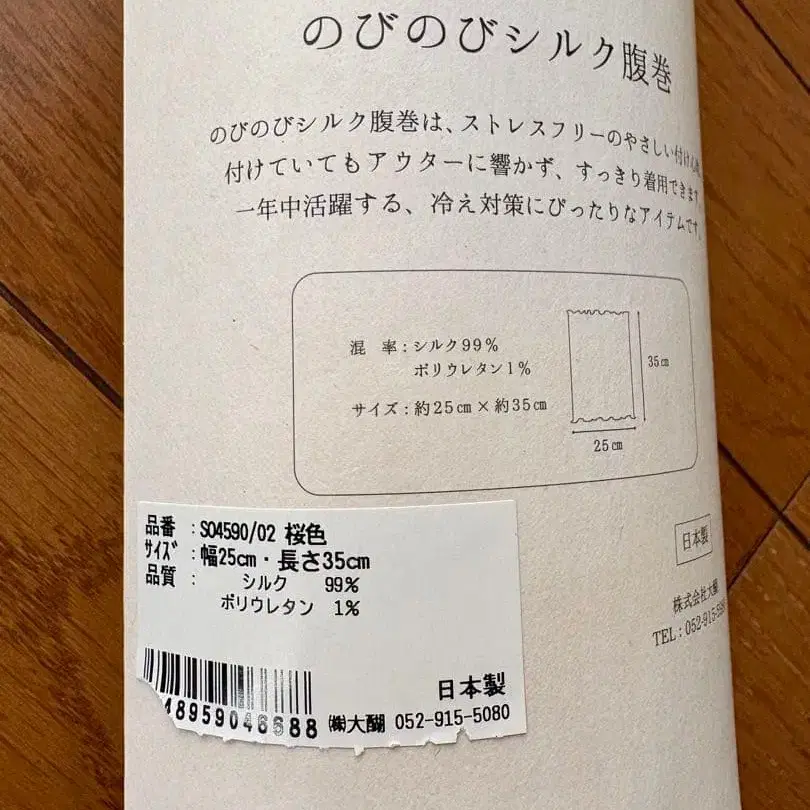 のびのびシルク腹巻
のびのびシルク腹巻は、ストレスフリーのやさしい付け心地
付けていてもアウターに響かず、すっきり着用できます。
一年中活躍する、冷え対策にぴったりなアイテムです。
混 率：シルク99%
ポリウレタン1%
サイズ：約25㎝×約35㎝
35㎝
25㎝
日本製
株式会社大醐
TEL：052-915-5080
品番 ：S04590/02 桜色
ｻｲｽﾞ ：幅25cm・長さ35cm
品質 ： シルク 99%
ポリウレタン 1%
日本製
48959046688 ㈱大醐 052-915-5080